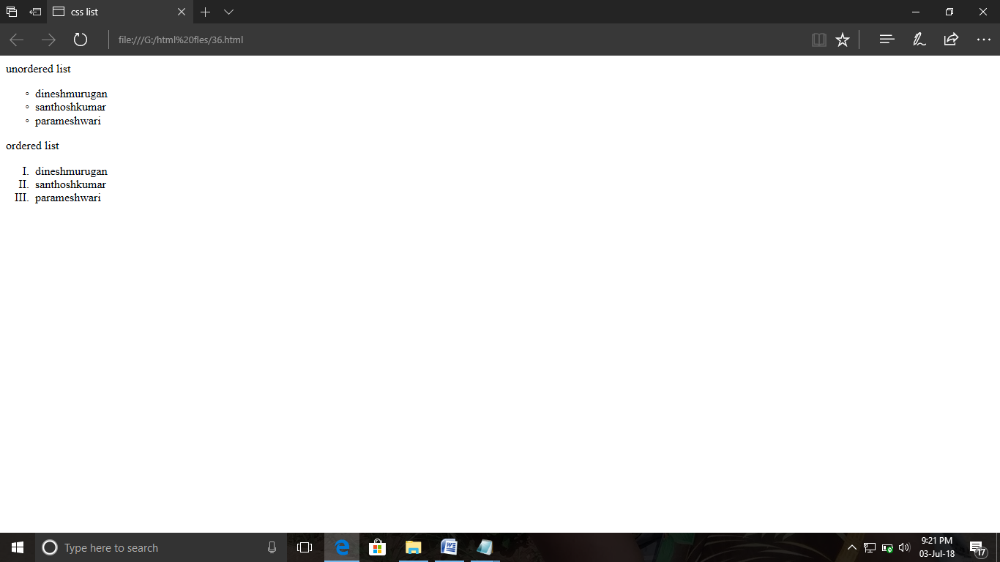 css list
file:///G:/html%20fles/36.html
unordered list
dineshmurugan
santhoshkumar
parameshwari
ordered list
I. dineshmurugan
II. santhoshkumar
III. parameshwari
Type here to search
9:21 PM
03-Jul-18
17